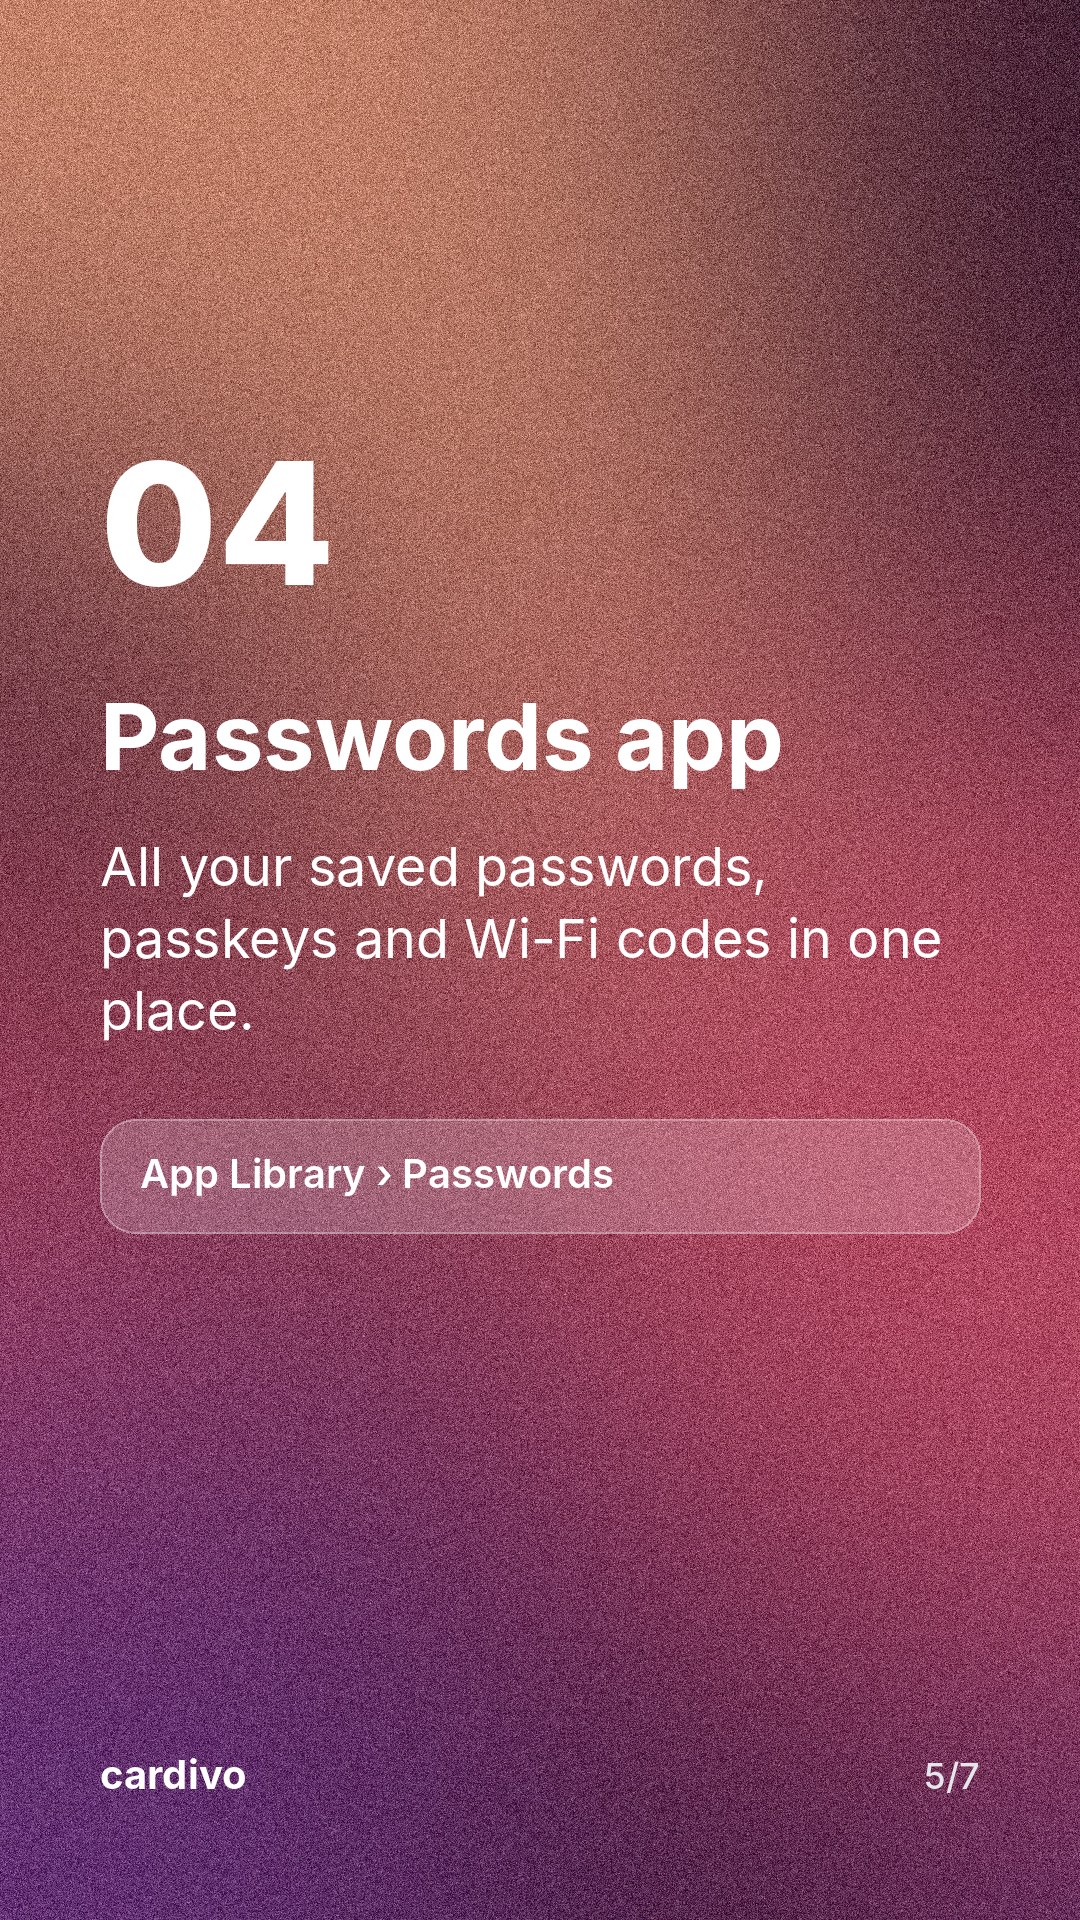 04
Passwords app
All your saved passwords,
passkeys and Wi-Fi codes in one
place.
App Library › Passwords
cardivo
5/7